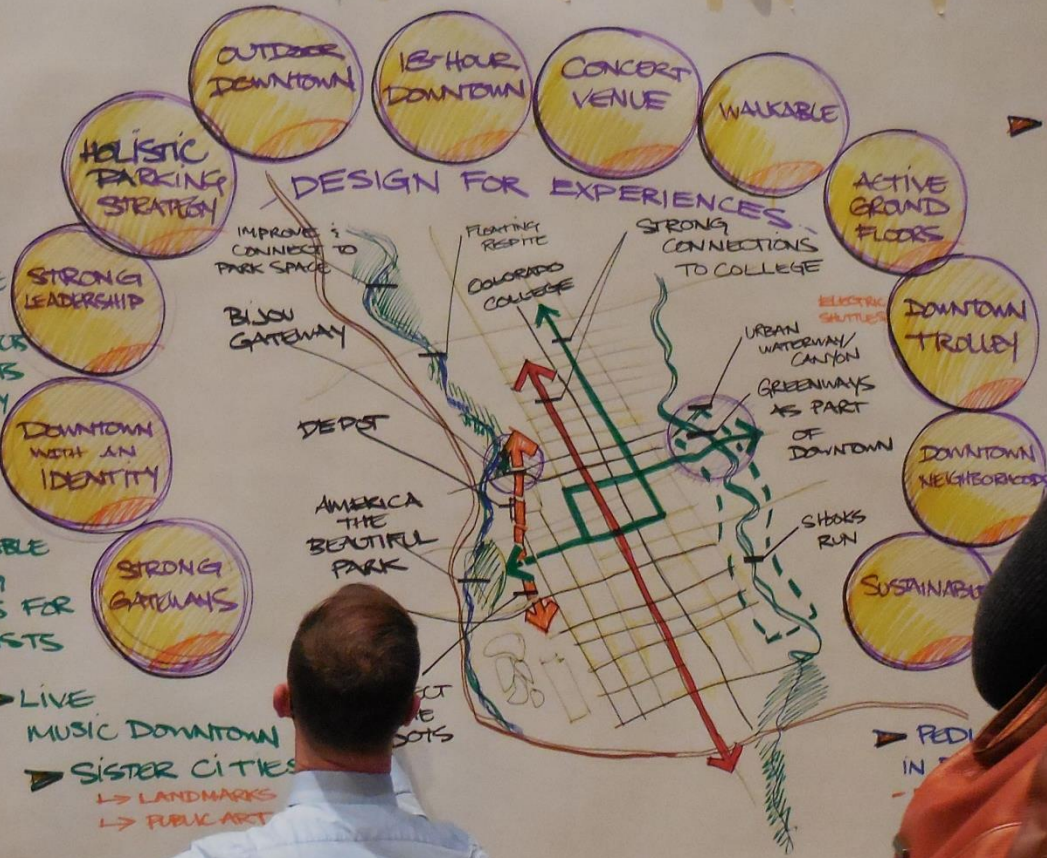 OUTDOOR
DOWNTOWN
18-HOUR
DOWNTOWN
CONCERT
VENUE
WALKABLE
HOLISTIC
PARKING
STRATEGY
ACTIVE
GROUND
FLOORS
DESIGN FOR EXPERIENCES...
STRONG
LEADERSHIP
IMPROVE &
CONNECT TO
PARK SPACE
FLOATING
RESPITE
STRONG
CONNECTIONS
TO COLLEGE
COLORADO
COLLEGE
ELECTRIC
SHUTTLES
DOWNTOWN
TROLLEY
BIJOU
GATEWAY
URBAN
WATERWAY/
CANYON
GREENWAYS
AS PART
OF
DOWNTOWN
DOWNTOWN
WITH AN
IDENTITY
DEPOT
DOWNTOWN
NEIGHBORHOODS
AMERICA
THE
BEAUTIFUL
PARK
SHOOKS
RUN
STRONG
GATEWAYS
SUSTAINABLE
FOR
LIVE
MUSIC DOWNTOWN
SISTER CITIES
↳ LANDMARKS
↳ PUBLIC ART
IN